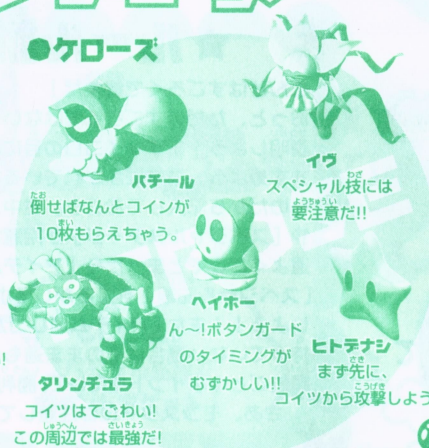 ●ケローズ
パチール
倒せばなんとコインが
10枚もらえちゃう。
イヴ
スペシャル技には
要注意だ!!
ヘイホー
ん〜!ボタンガード
のタイミングが
むずかしい!!
タリンチュラ
コイツはてごわい!
この周辺では最強だ!
ヒトデナシ
まず先に、
コイツから攻撃しよう